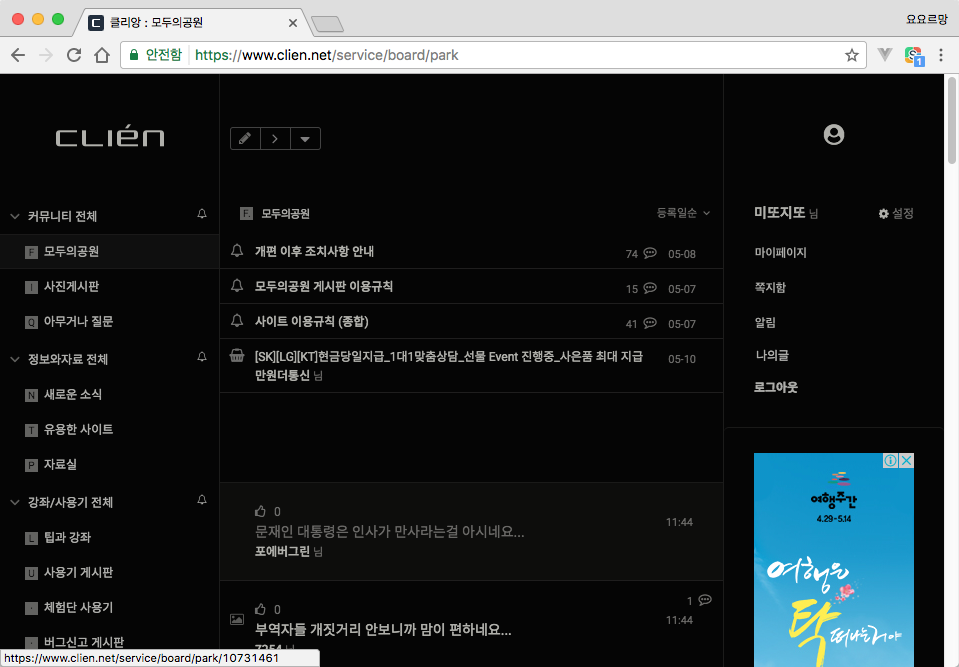 클리앙 : 모두의공원
요요르망
안전함
https://www.clien.net/service/board/park
1
CLIÉN
커뮤니티 전체
F 모두의공원
I 사진게시판
Q 아무거나 질문
정보와자료 전체
N 새로운 소식
T 유용한 사이트
P 자료실
강좌/사용기 전체
L 팁과 강좌
U 사용기 게시판
· 체험단 사용기
· 버그신고 게시판
F 모두의공원
등록일순
개편 이후 조치사항 안내 74 05-08
모두의공원 게시판 이용규칙 15 05-07
사이트 이용규칙 (종합) 41 05-07
[SK][LG][KT]현금당일지급_1대1맞춤상담_선물 Event 진행중_사은품 최대 지급 05-10
만원더통신 님
0
문재인 대통령은 인사가 만사라는걸 아시네요... 11:44
포에버그린 님
0 1
부역자들 개짓거리 안보니까 맘이 편하네요... 11:44
7254 님
미또지또 님 설정
마이페이지
쪽지함
알림
나의글
로그아웃
여행주간
4.29-5.14
여행은
탁
떠나는거야
https://www.clien.net/service/board/park/10731461